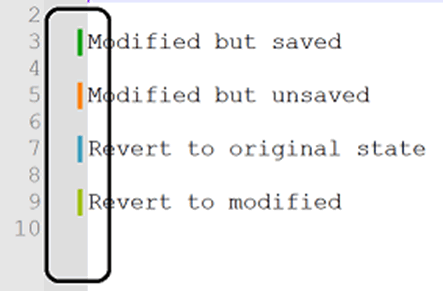 2
3 Modified but saved
4
5 Modified but unsaved
6
7 Revert to original state
8
9 Revert to modified
10